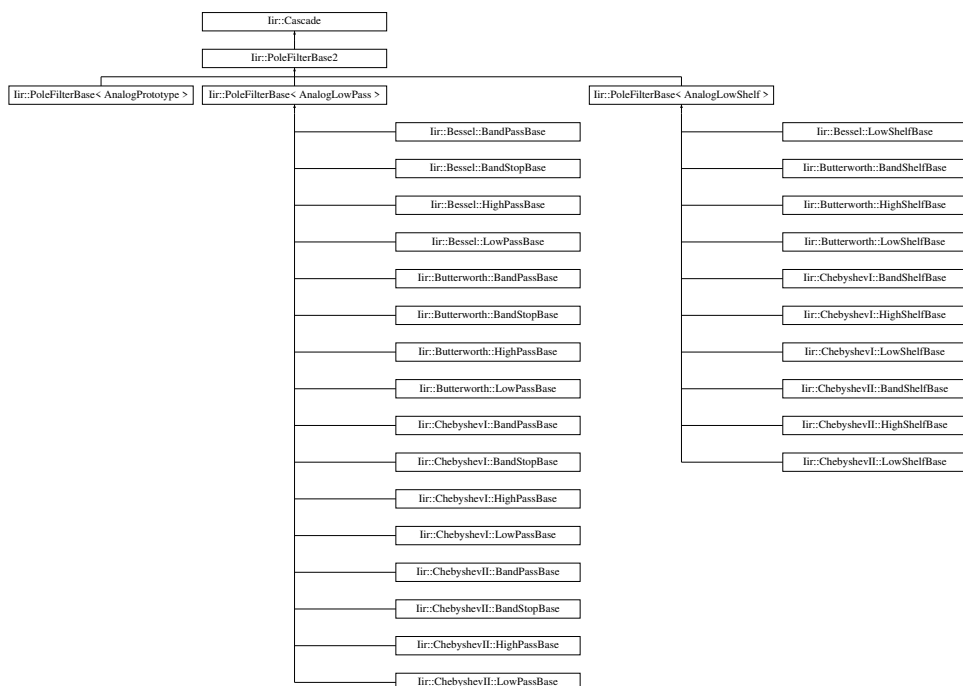 Iir::Cascade
Iir::PoleFilterBase2
Iir::PoleFilterBase< AnalogPrototype >
Iir::PoleFilterBase< AnalogLowPass >
Iir::PoleFilterBase< AnalogLowShelf >
Iir::Bessel::BandPassBase
Iir::Bessel::BandStopBase
Iir::Bessel::HighPassBase
Iir::Bessel::LowPassBase
Iir::Butterworth::BandPassBase
Iir::Butterworth::BandStopBase
Iir::Butterworth::HighPassBase
Iir::Butterworth::LowPassBase
Iir::ChebyshevI::BandPassBase
Iir::ChebyshevI::BandStopBase
Iir::ChebyshevI::HighPassBase
Iir::ChebyshevI::LowPassBase
Iir::ChebyshevII::BandPassBase
Iir::ChebyshevII::BandStopBase
Iir::ChebyshevII::HighPassBase
Iir::ChebyshevII::LowPassBase
Iir::Bessel::LowShelfBase
Iir::Butterworth::BandShelfBase
Iir::Butterworth::HighShelfBase
Iir::Butterworth::LowShelfBase
Iir::ChebyshevI::BandShelfBase
Iir::ChebyshevI::HighShelfBase
Iir::ChebyshevI::LowShelfBase
Iir::ChebyshevII::BandShelfBase
Iir::ChebyshevII::HighShelfBase
Iir::ChebyshevII::LowShelfBase